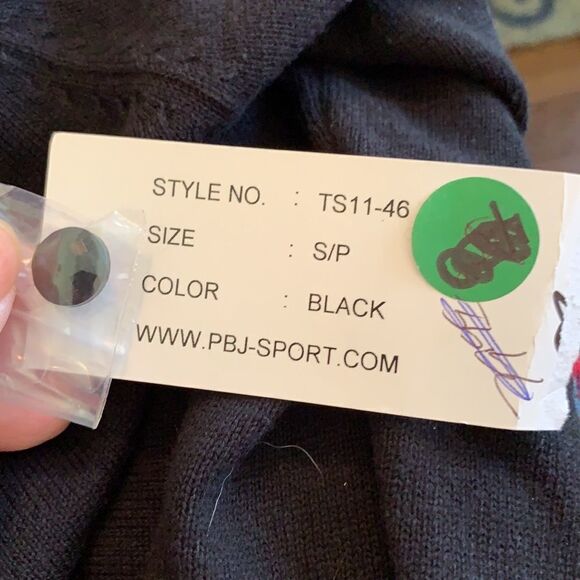 STYLE NO. : TS11-46
SIZE : S/P
COLOR : BLACK
WWW.PBJ-SPORT.COM